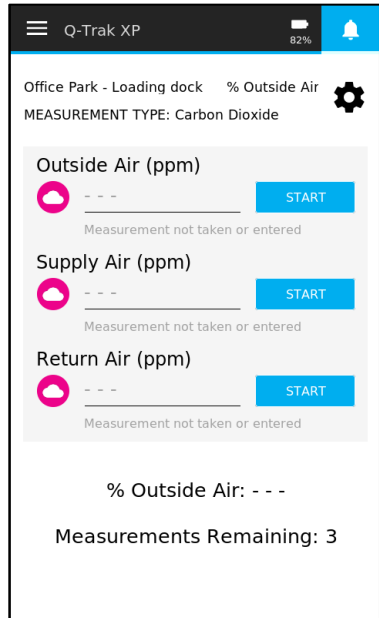 Q-Trak XP
82%
Office Park - Loading dock % Outside Air
MEASUREMENT TYPE: Carbon Dioxide
Outside Air (ppm)
- - - START
Measurement not taken or entered
Supply Air (ppm)
- - - START
Measurement not taken or entered
Return Air (ppm)
- - - START
Measurement not taken or entered
% Outside Air: - - -
Measurements Remaining: 3